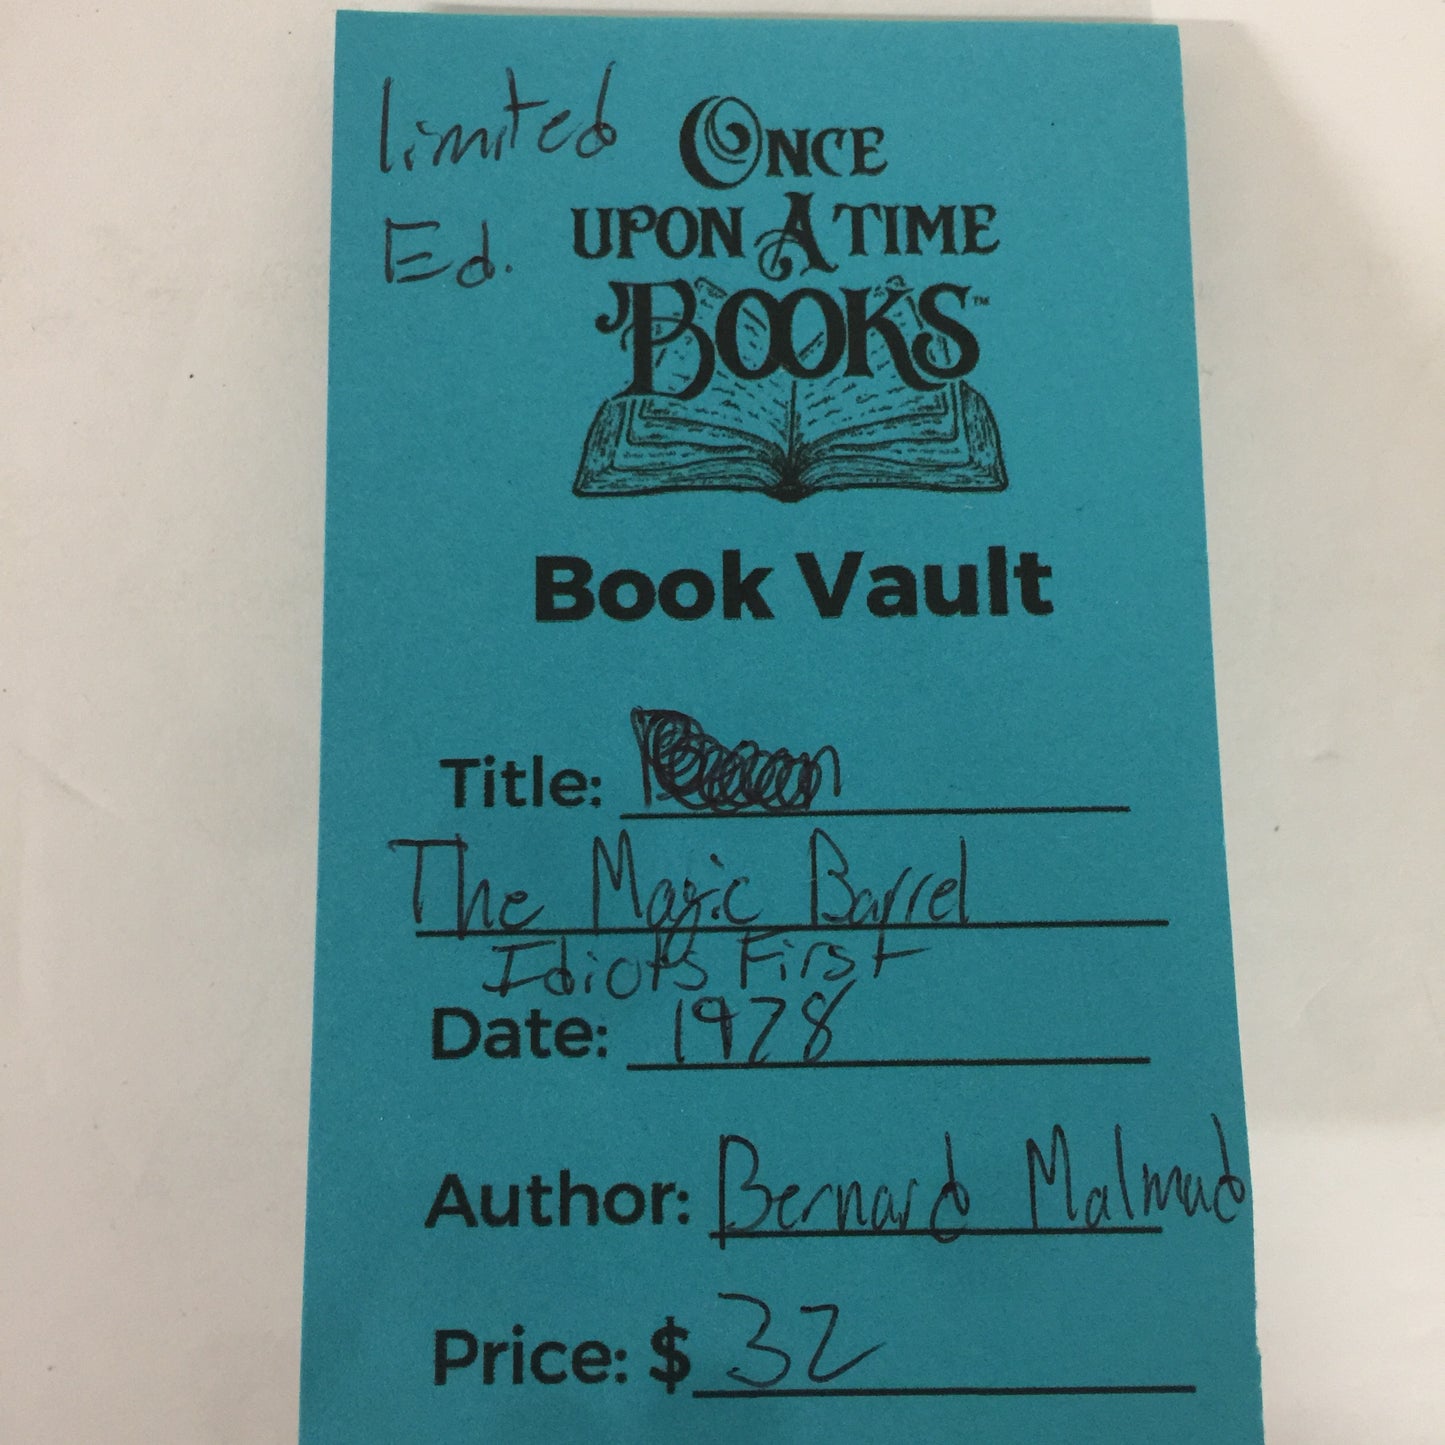 limited
Ed.
ONCE
UPON A TIME
BOOKS™
Book Vault
Title:
The Magic Barrel
Idiots First
Date: 1978
Author: Bernard Malmud
Price: $ 32